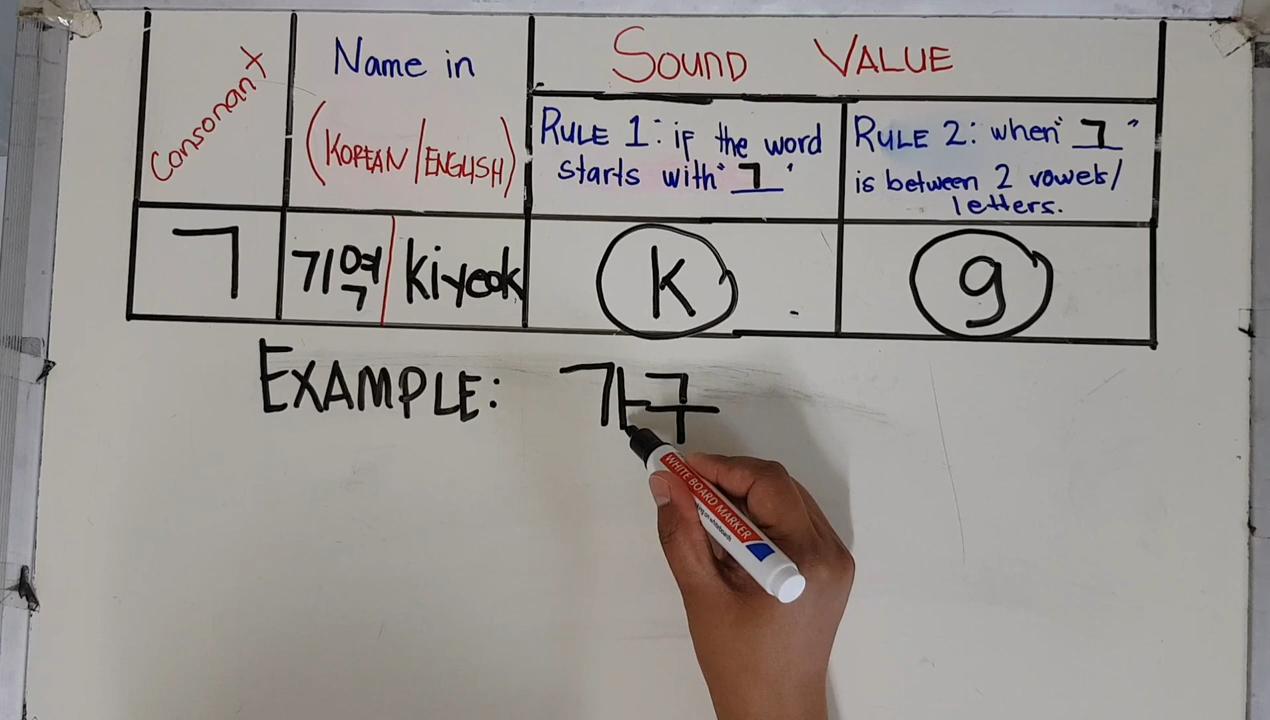 Consonant
Name in
(KOREAN/ENGLISH)
SOUND VALUE
RULE 1: if the word
starts with "ㄱ"
RULE 2: when "ㄱ"
is between 2 vowels/
letters.
ㄱ
기역
kiyeok
K
g
EXAMPLE: 가구
WHITE BOARD MARKER